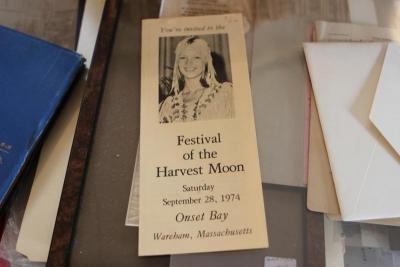 You're invited to the
Festival
of the
Harvest Moon
Saturday
September 28, 1974
Onset Bay
Wareham, Massachusetts